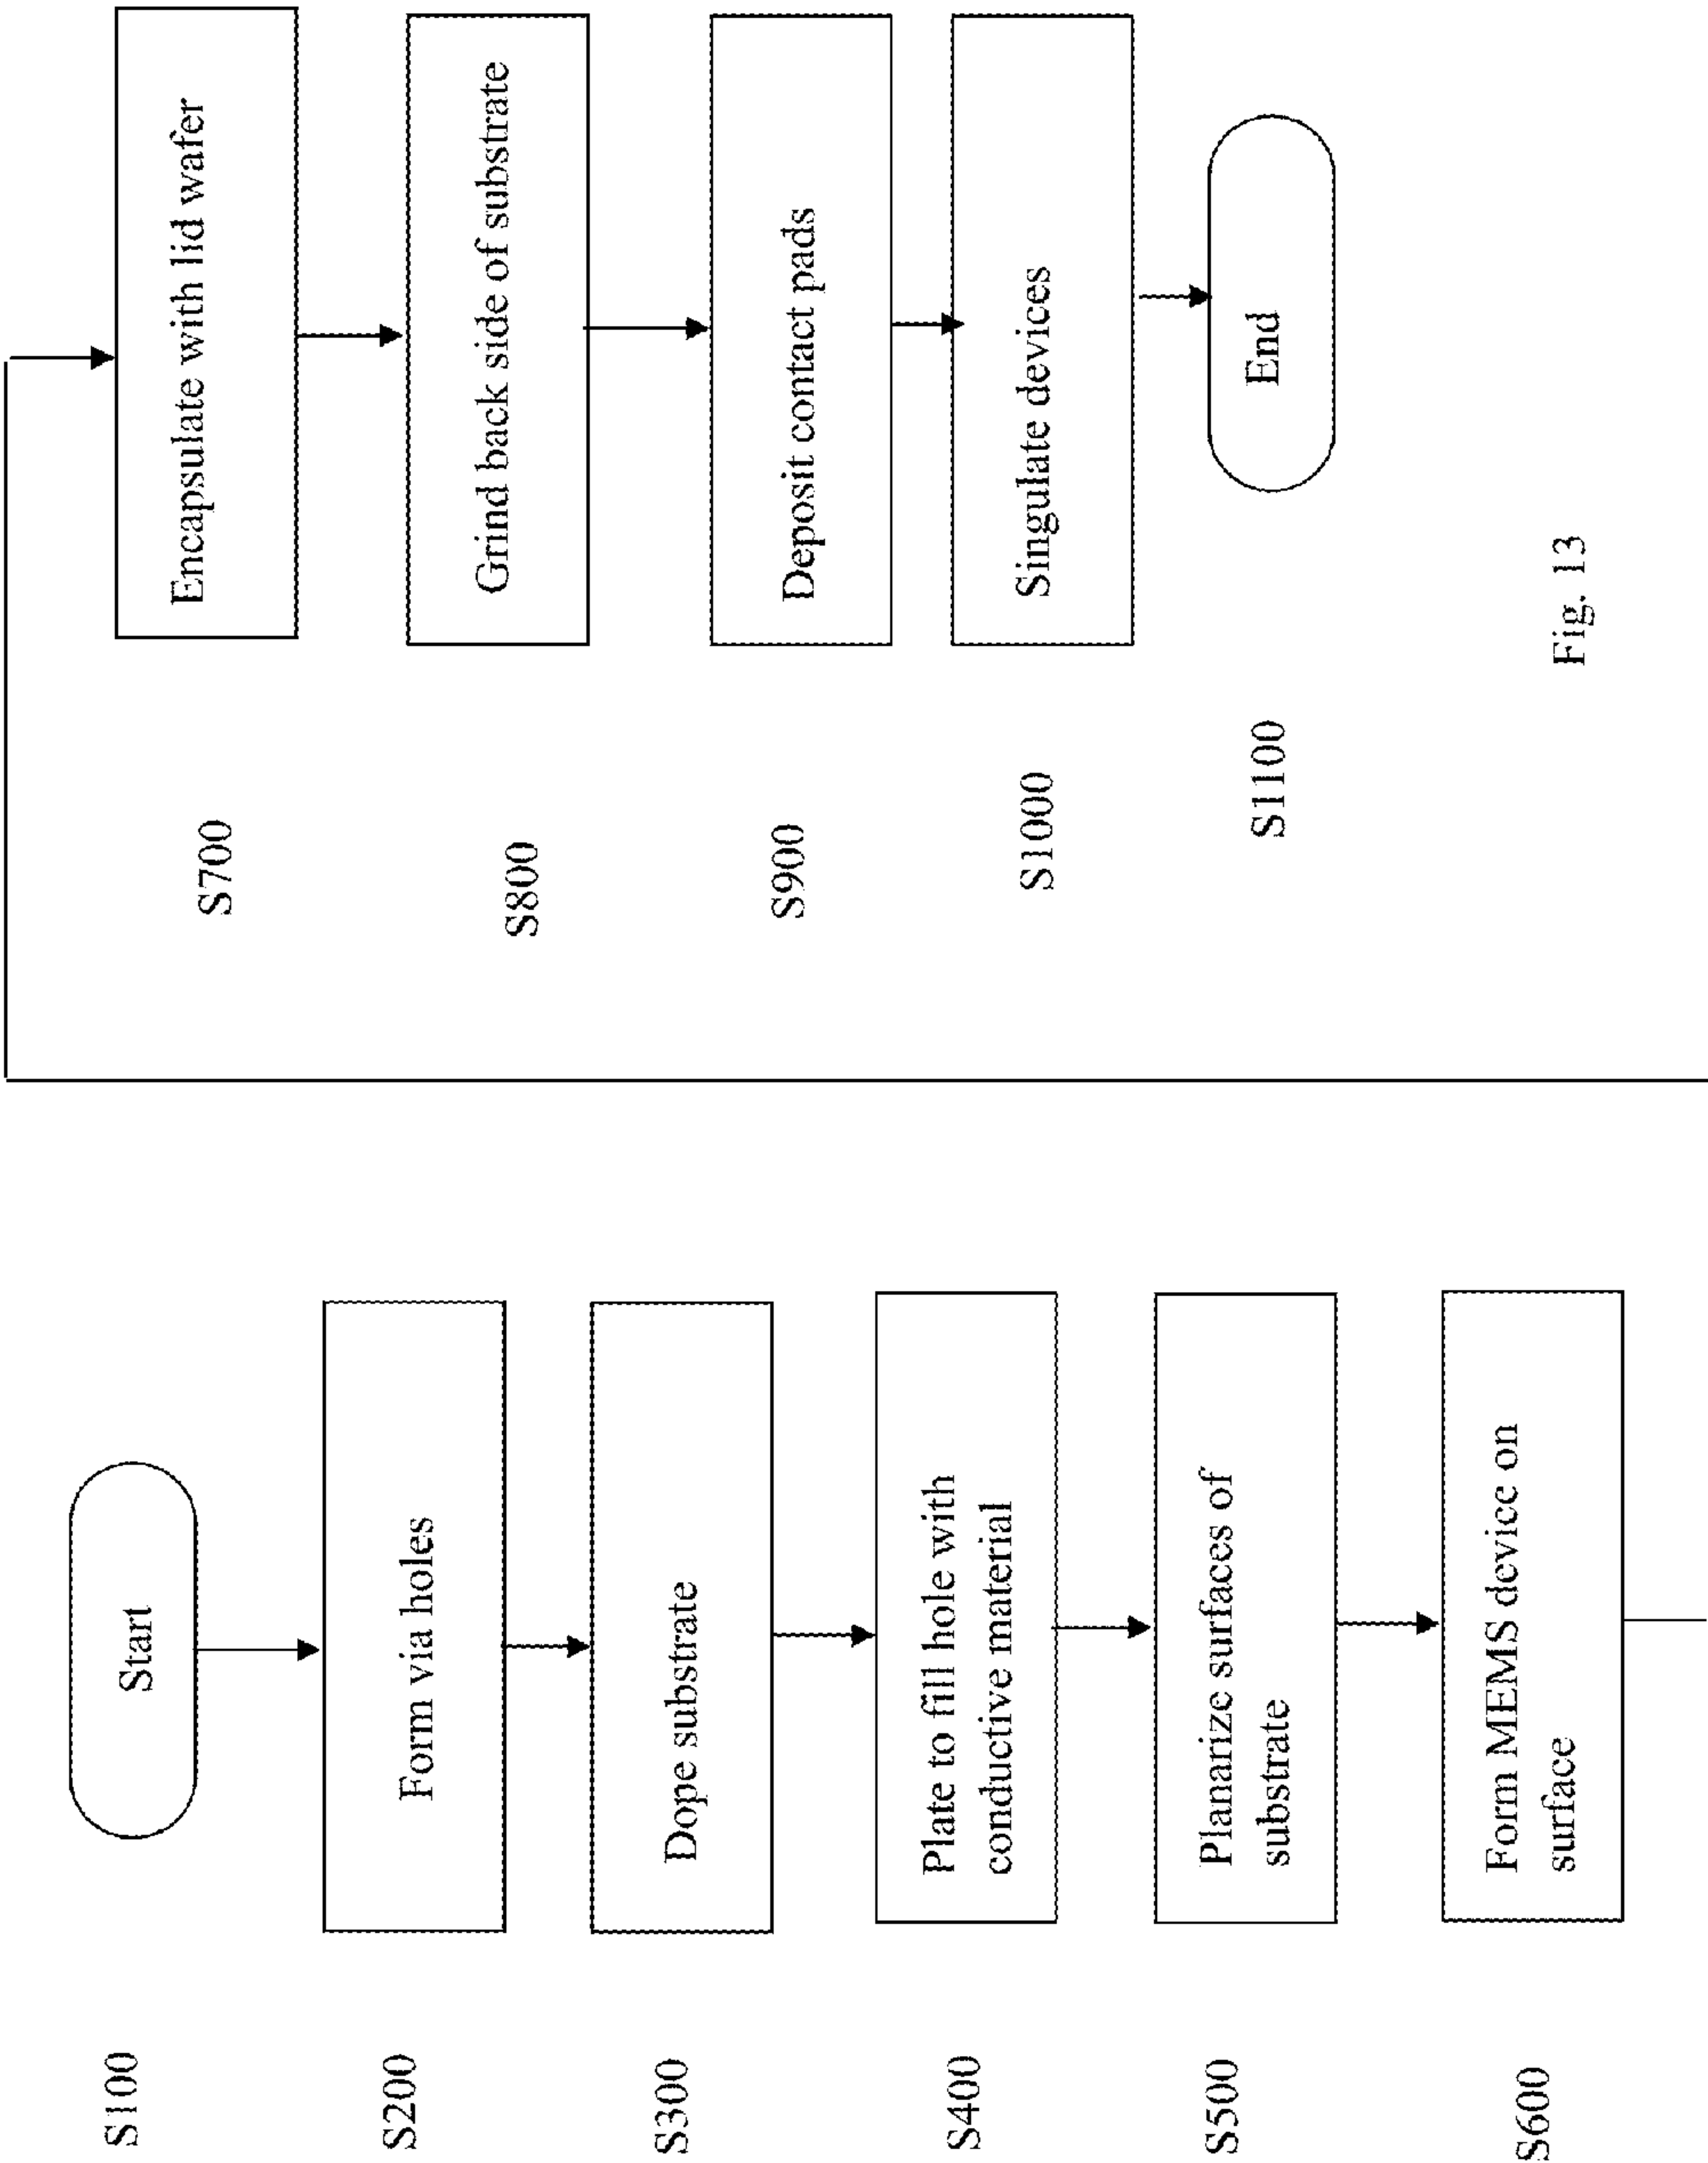 S100
Start
S200
Form via holes
S300
Dope substrate
S400
Plate to fill hole with
conductive material
S500
Planarize surfaces of
substrate
S600
Form MEMS device on
surface
S700
Encapsulate with lid wafer
S800
Grind back side of substrate
S900
Deposit contact pads
S1000
Singulate devices
S1100
End
Fig. 13